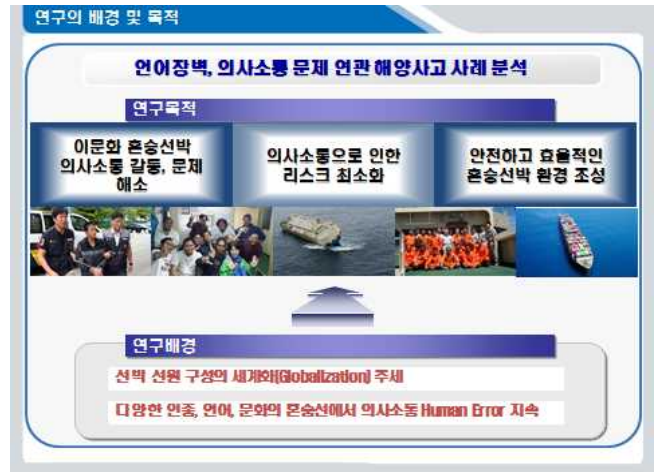 연구의 배경 및 목적
언어장벽, 의사소통 문제 연관 해양사고 사례 분석
연구목적
이문화 혼승선박
의사소통 갈등, 문제
해소
의사소통으로 인한
리스크 최소화
안전하고 효율적인
혼승선박 환경 조성
연구배경
선박 선원 구성의 세계화(Globalization) 추세
다양한 인종, 언어, 문화의 혼승선에서 의사소통 Human Error 지속